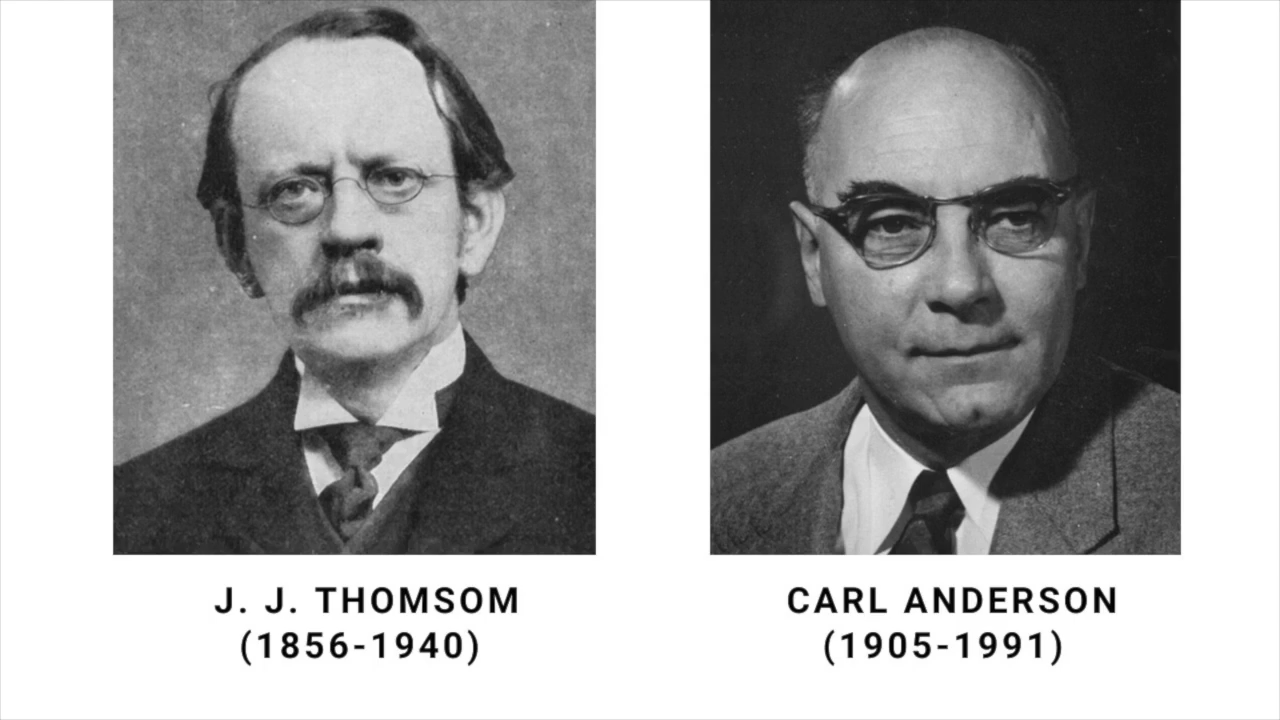 J. J. THOMSOM
(1856-1940)
CARL ANDERSON
(1905-1991)